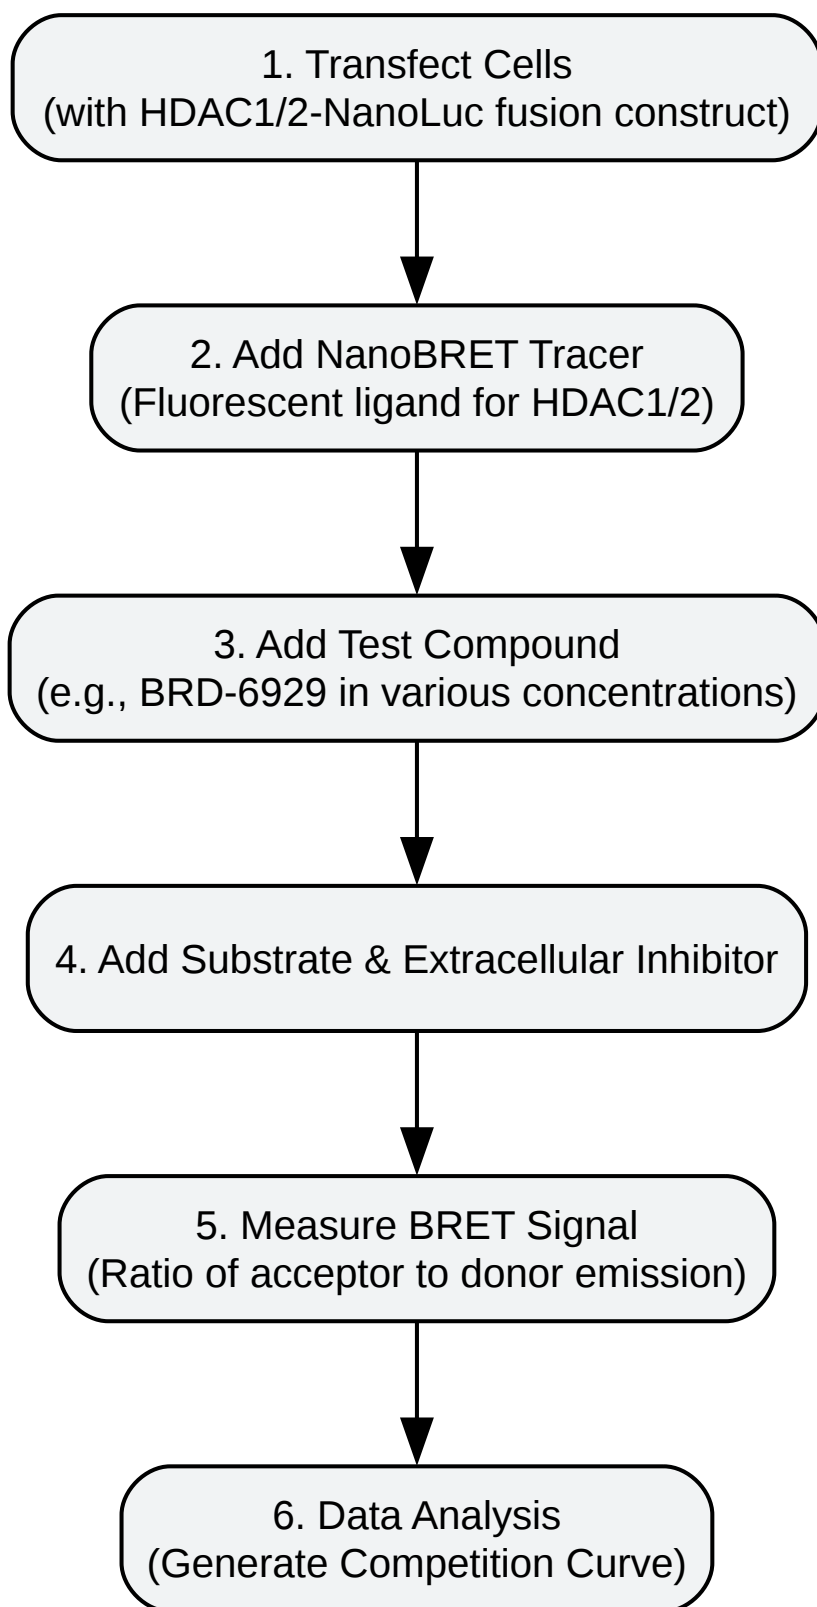 1. Transfect Cells
(with HDAC1/2-NanoLuc fusion construct)
2. Add NanoBRET Tracer
(Fluorescent ligand for HDAC1/2)
3. Add Test Compound
(e.g., BRD-6929 in various concentrations)
4. Add Substrate & Extracellular Inhibitor
5. Measure BRET Signal
(Ratio of acceptor to donor emission)
6. Data Analysis
(Generate Competition Curve)